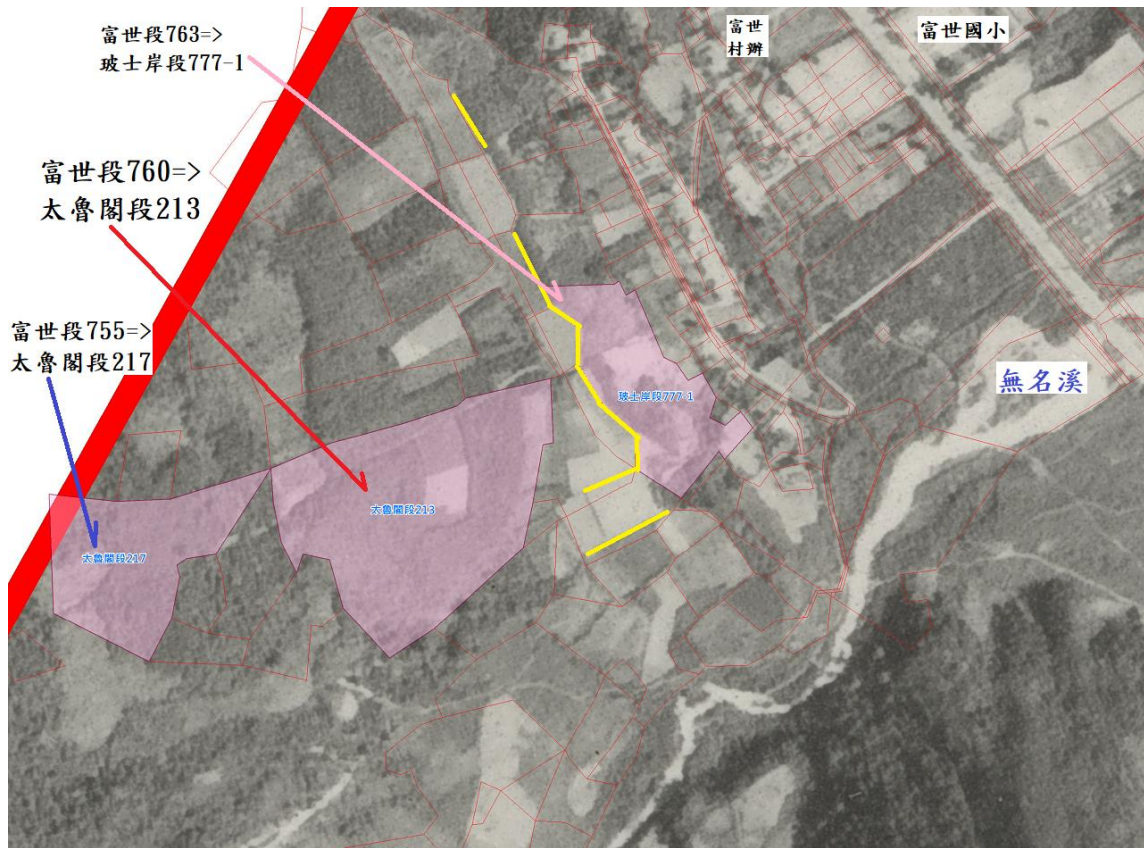 富世段763=>
玻士岸段777-1
富世
村辦
富世國小
富世段760=>
太魯閣段213
富世段755=>
太魯閣段217
無名溪
玻士岸段777-1
太魯閣段213
太魯閣段217